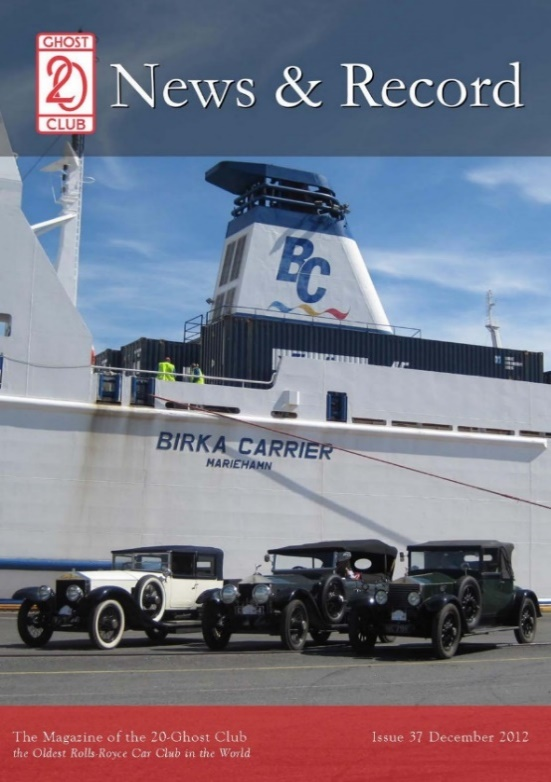 GHOST
20
CLUB
News & Record
BC
BIRKA CARRIER
MARIEHAMN
The Magazine of the 20-Ghost Club
the Oldest Rolls-Royce Car Club in the World
Issue 37 December 2012